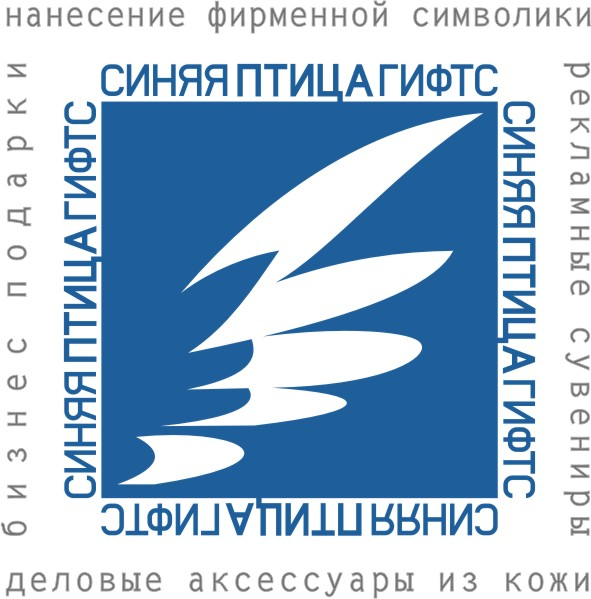 нанесение фирменной символики
СИНЯЯ ПТИЦА ГИФТС
бизнес подарки
СИНЯЯ ПТИЦА ГИФТС
СИНЯЯ ПТИЦА ГИФТС
рекламные сувениры
СИНЯЯ ПТИЦА ГИФТС
деловые аксессуары из кожи